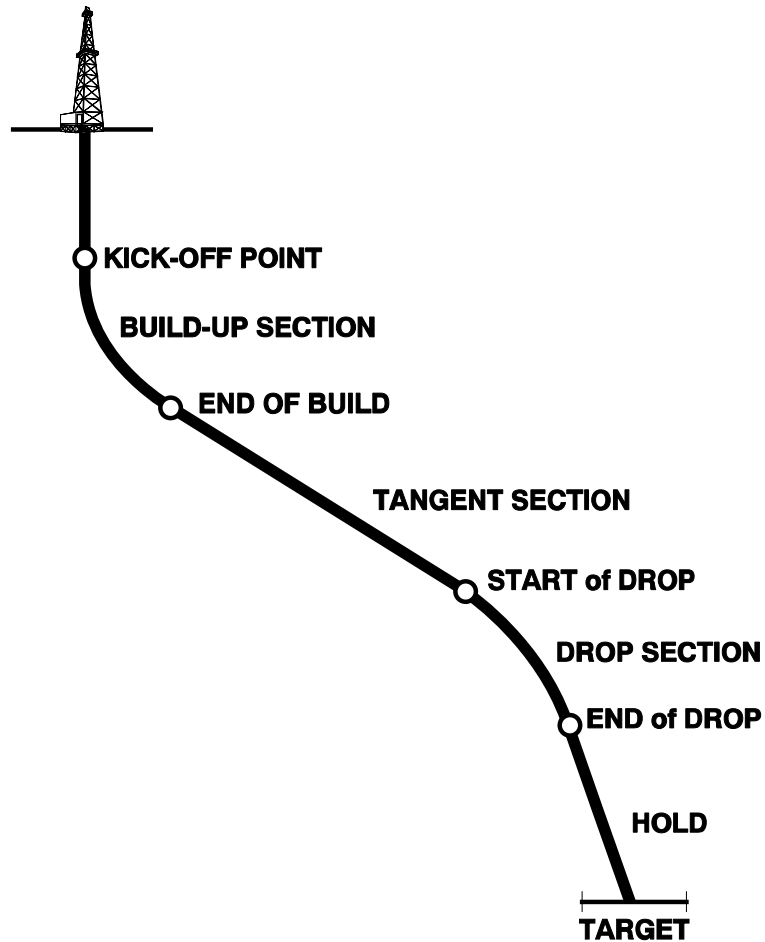 KICK-OFF POINT
BUILD-UP SECTION
END OF BUILD
TANGENT SECTION
START of DROP
DROP SECTION
END of DROP
HOLD
TARGET